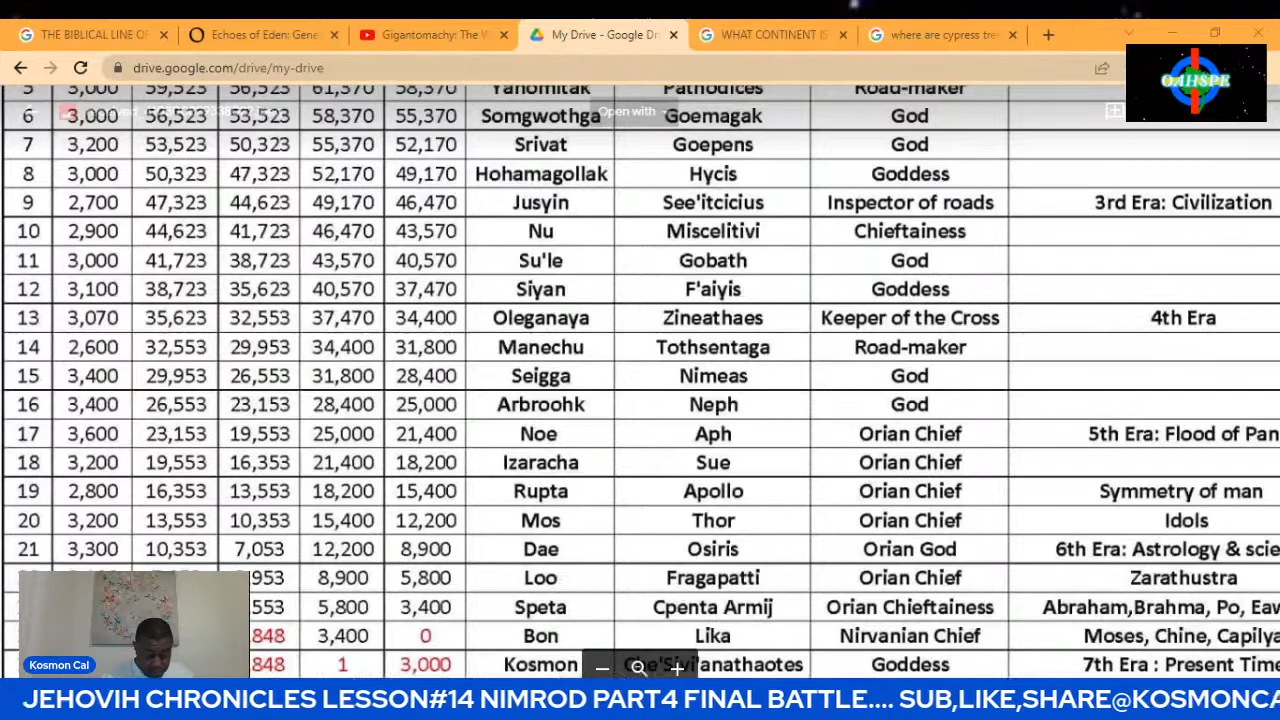 THE BIBLICAL LINE OF
Echoes of Eden: Gene
Gigantomachy: The W
My Drive - Google Dr
WHAT CONTINENT IS
where are cypress tre
drive.google.com/drive/my-drive
OAHSPE
Open with
5 3,000 59,523 56,523 61,370 58,370 Yahomitak Pathodices Road-maker
6 3,000 56,523 53,523 58,370 55,370 Somgwothga Goemagak God
7 3,200 53,523 50,323 55,370 52,170 Srivat Goepens God
8 3,000 50,323 47,323 52,170 49,170 Hohamagollak Hycis Goddess
9 2,700 47,323 44,623 49,170 46,470 Jusyin See'itcicius Inspector of roads 3rd Era: Civilization
10 2,900 44,623 41,723 46,470 43,570 Nu Miscelitivi Chieftainess
11 3,000 41,723 38,723 43,570 40,570 Su'le Gobath God
12 3,100 38,723 35,623 40,570 37,470 Siyan F'aiyis Goddess
13 3,070 35,623 32,553 37,470 34,400 Oleganaya Zineathaes Keeper of the Cross 4th Era
14 2,600 32,553 29,953 34,400 31,800 Manechu Tothsentaga Road-maker
15 3,400 29,953 26,553 31,800 28,400 Seigga Nimeas God
16 3,400 26,553 23,153 28,400 25,000 Arbroohk Neph God
17 3,600 23,153 19,553 25,000 21,400 Noe Aph Orian Chief 5th Era: Flood of Pan
18 3,200 19,553 16,353 21,400 18,200 Izaracha Sue Orian Chief
19 2,800 16,353 13,553 18,200 15,400 Rupta Apollo Orian Chief Symmetry of man
20 3,200 13,553 10,353 15,400 12,200 Mos Thor Orian Chief Idols
21 3,300 10,353 7,053 12,200 8,900 Dae Osiris Orian God 6th Era: Astrology & scie
953 8,900 5,800 Loo Fragapatti Orian Chief Zarathustra
553 5,800 3,400 Speta Cpenta Armij Orian Chieftainess Abraham,Brahma, Po, Eaw
848 3,400 0 Bon Lika Nirvanian Chief Moses, Chine, Capilya
848 1 3,000 Kosmon Che'Sivi'anathaotes Goddess 7th Era : Present Time
Kosmon Cal
JEHOVIH CHRONICLES LESSON#14 NIMROD PART4 FINAL BATTLE.... SUB,LIKE,SHARE@KOSMONCA